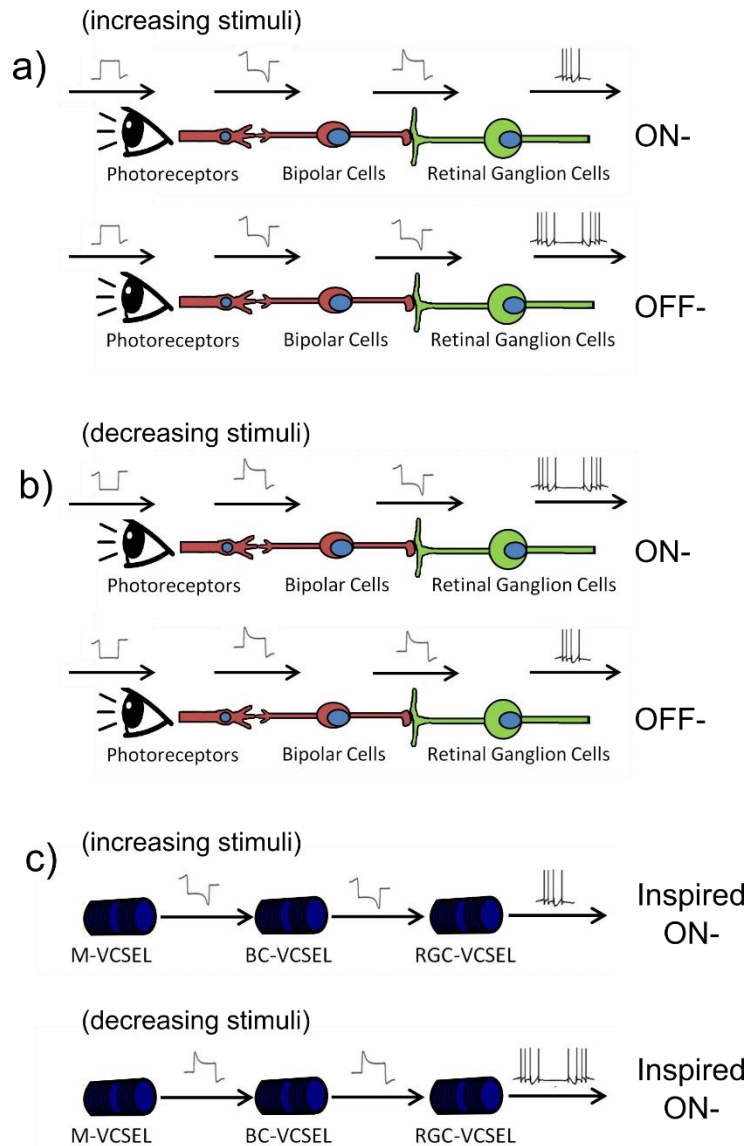 (increasing stimuli)
a)
ON-
Photoreceptors Bipolar Cells Retinal Ganglion Cells
OFF-
Photoreceptors Bipolar Cells Retinal Ganglion Cells
(decreasing stimuli)
b)
ON-
Photoreceptors Bipolar Cells Retinal Ganglion Cells
OFF-
Photoreceptors Bipolar Cells Retinal Ganglion Cells
(increasing stimuli)
c)
Inspired
ON-
M-VCSEL BC-VCSEL RGC-VCSEL
(decreasing stimuli)
Inspired
ON-
M-VCSEL BC-VCSEL RGC-VCSEL